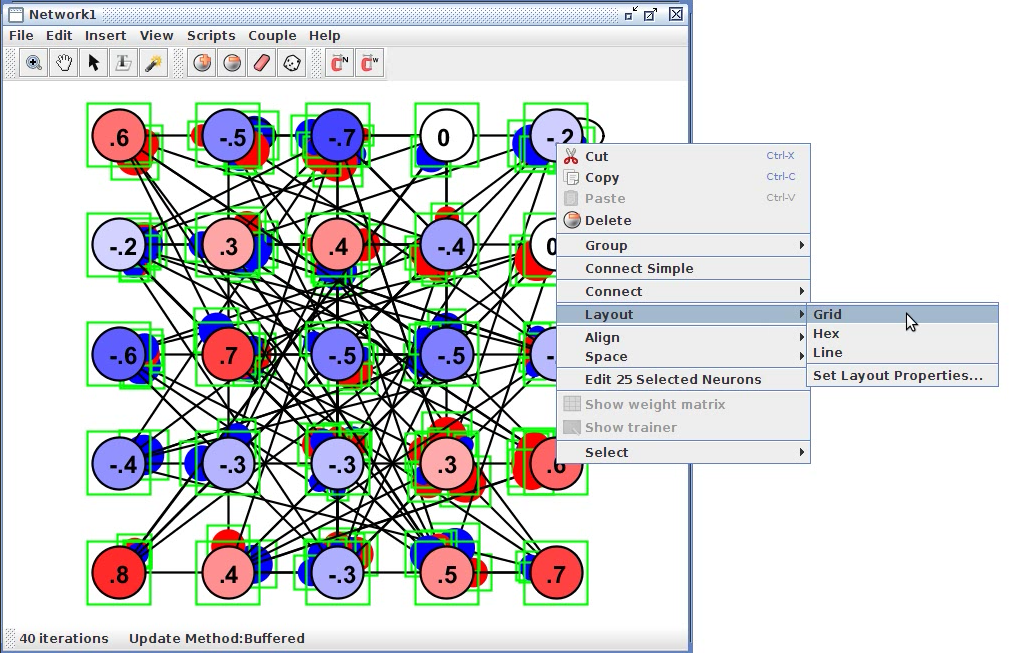 Network1
File Edit Insert View Scripts Couple Help
N W
.6 -.5 -.7 0 -.2
Cut Ctrl-X
Copy Ctrl-C
Paste Ctrl-V
Delete
-.2 .3 .4 -.4 0
Group
Connect Simple
Connect
Layout
Grid
Hex
Line
Set Layout Properties...
Align
Space
-.6 .7 -.5 -.5 -
Edit 25 Selected Neurons
Show weight matrix
Show trainer
Select
-.4 -.3 -.3 .3 .6
.8 .4 -.3 .5 .7
40 iterations Update Method:Buffered